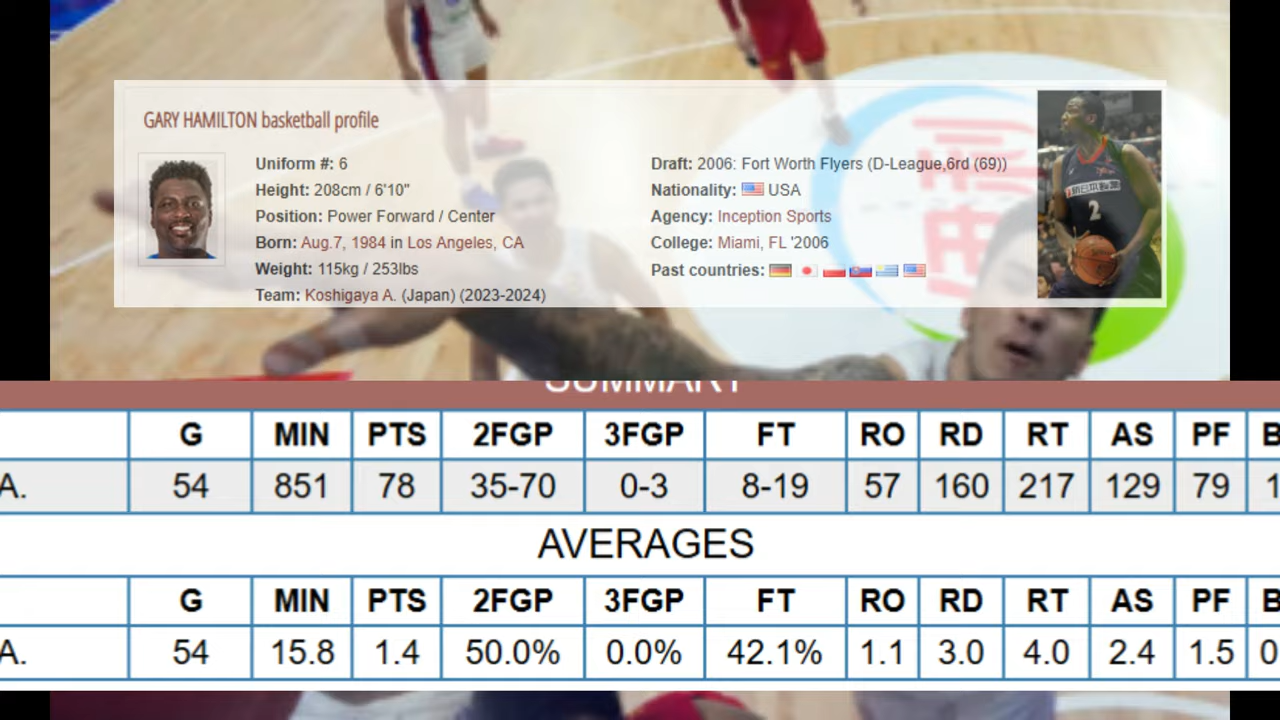 GARY HAMILTON basketball profile
Uniform #: 6
Height: 208cm / 6'10"
Position: Power Forward / Center
Born: Aug.7, 1984 in Los Angeles, CA
Weight: 115kg / 253lbs
Team: Koshigaya A. (Japan) (2023-2024)
Draft: 2006: Fort Worth Flyers (D-League,6rd (69))
Nationality: USA
Agency: Inception Sports
College: Miami, FL '2006
Past countries:
2
SUMMARY
G MIN PTS 2FGP 3FGP FT RO RD RT AS PF B
A. 54 851 78 35-70 0-3 8-19 57 160 217 129 79 1
AVERAGES
G MIN PTS 2FGP 3FGP FT RO RD RT AS PF B
A. 54 15.8 1.4 50.0% 0.0% 42.1% 1.1 3.0 4.0 2.4 1.5 0